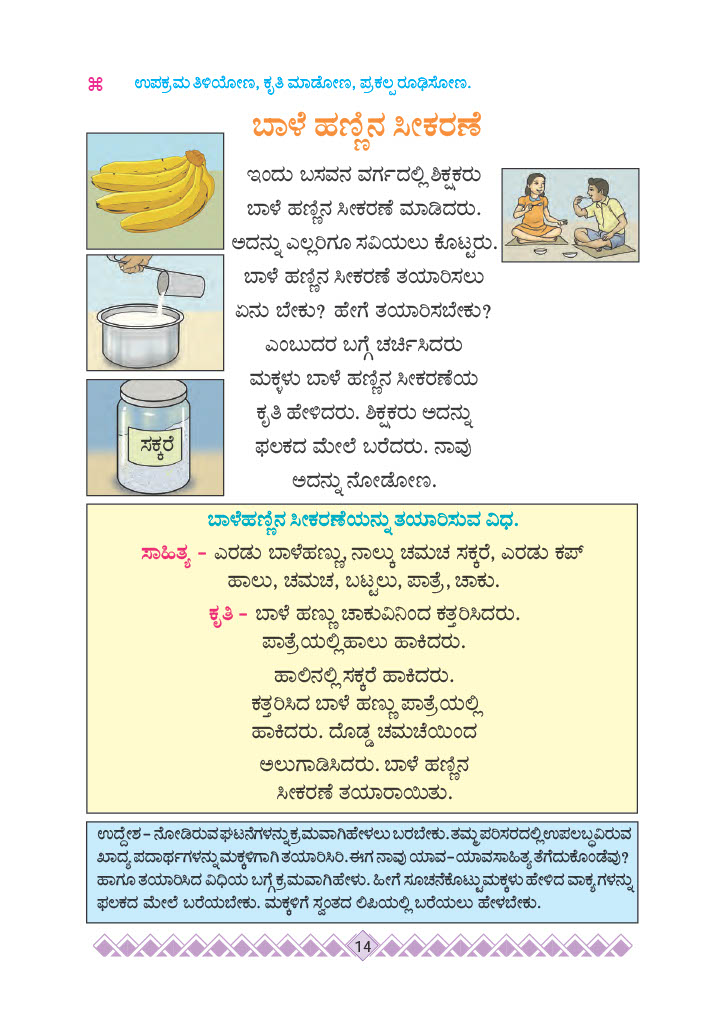 ⌘ ಉಪಕ್ರಮ ತಿಳಿಯೋಣ, ಕೃತಿ ಮಾಡೋಣ, ಪ್ರಕಲ್ಪ ರೂಢಿಸೋಣ.
ಬಾಳೆ ಹಣ್ಣಿನ ಸೀಕರಣೆ
ಇಂದು ಬಸವನ ವರ್ಗದಲ್ಲಿ ಶಿಕ್ಷಕರು
ಬಾಳೆ ಹಣ್ಣಿನ ಸೀಕರಣೆ ಮಾಡಿದರು.
ಅದನ್ನು ಎಲ್ಲರಿಗೂ ಸವಿಯಲು ಕೊಟ್ಟರು.
ಬಾಳೆ ಹಣ್ಣಿನ ಸೀಕರಣೆ ತಯಾರಿಸಲು
ಏನು ಬೇಕು? ಹೇಗೆ ತಯಾರಿಸಬೇಕು?
ಎಂಬುದರ ಬಗ್ಗೆ ಚರ್ಚಿಸಿದರು
ಮಕ್ಕಳು ಬಾಳೆ ಹಣ್ಣಿನ ಸೀಕರಣೆಯ
ಕೃತಿ ಹೇಳಿದರು. ಶಿಕ್ಷಕರು ಅದನ್ನು
ಫಲಕದ ಮೇಲೆ ಬರೆದರು. ನಾವು
ಅದನ್ನು ನೋಡೋಣ.
ಸಕ್ಕರೆ
ಬಾಳೆಹಣ್ಣಿನ ಸೀಕರಣೆಯನ್ನು ತಯಾರಿಸುವ ವಿಧ.
ಸಾಹಿತ್ಯ - ಎರಡು ಬಾಳೆಹಣ್ಣು, ನಾಲ್ಕು ಚಮಚ ಸಕ್ಕರೆ, ಎರಡು ಕಪ್
ಹಾಲು, ಚಮಚ, ಬಟ್ಟಲು, ಪಾತ್ರೆ, ಚಾಕು.
ಕೃತಿ - ಬಾಳೆ ಹಣ್ಣು ಚಾಕುವಿನಿಂದ ಕತ್ತರಿಸಿದರು.
ಪಾತ್ರೆಯಲ್ಲಿ ಹಾಲು ಹಾಕಿದರು.
ಹಾಲಿನಲ್ಲಿ ಸಕ್ಕರೆ ಹಾಕಿದರು.
ಕತ್ತರಿಸಿದ ಬಾಳೆ ಹಣ್ಣು ಪಾತ್ರೆಯಲ್ಲಿ
ಹಾಕಿದರು. ದೊಡ್ಡ ಚಮಚೆಯಿಂದ
ಅಲುಗಾಡಿಸಿದರು. ಬಾಳೆ ಹಣ್ಣಿನ
ಸೀಕರಣೆ ತಯಾರಾಯಿತು.
ಉದ್ದೇಶ – ನೋಡಿರುವ ಘಟನೆಗಳನ್ನು ಕ್ರಮವಾಗಿ ಹೇಳಲು ಬರಬೇಕು. ತಮ್ಮ ಪರಿಸರದಲ್ಲಿ ಉಪಲಬ್ಧವಿರುವ
ಖಾದ್ಯ ಪದಾರ್ಥಗಳನ್ನು ಮಕ್ಕಳಿಗಾಗಿ ತಯಾರಿಸಿರಿ. ಈಗ ನಾವು ಯಾವ–ಯಾವ ಸಾಹಿತ್ಯ ತೆಗೆದುಕೊಂಡೆವು?
ಹಾಗೂ ತಯಾರಿಸಿದ ವಿಧಿಯ ಬಗ್ಗೆ ಕ್ರಮವಾಗಿ ಹೇಳು. ಹೀಗೆ ಸೂಚನೆ ಕೊಟ್ಟು ಮಕ್ಕಳು ಹೇಳಿದ ವಾಕ್ಯಗಳನ್ನು
ಫಲಕದ ಮೇಲೆ ಬರೆಯಬೇಕು. ಮಕ್ಕಳಿಗೆ ಸ್ವಂತದ ಲಿಪಿಯಲ್ಲಿ ಬರೆಯಲು ಹೇಳಬೇಕು.
14